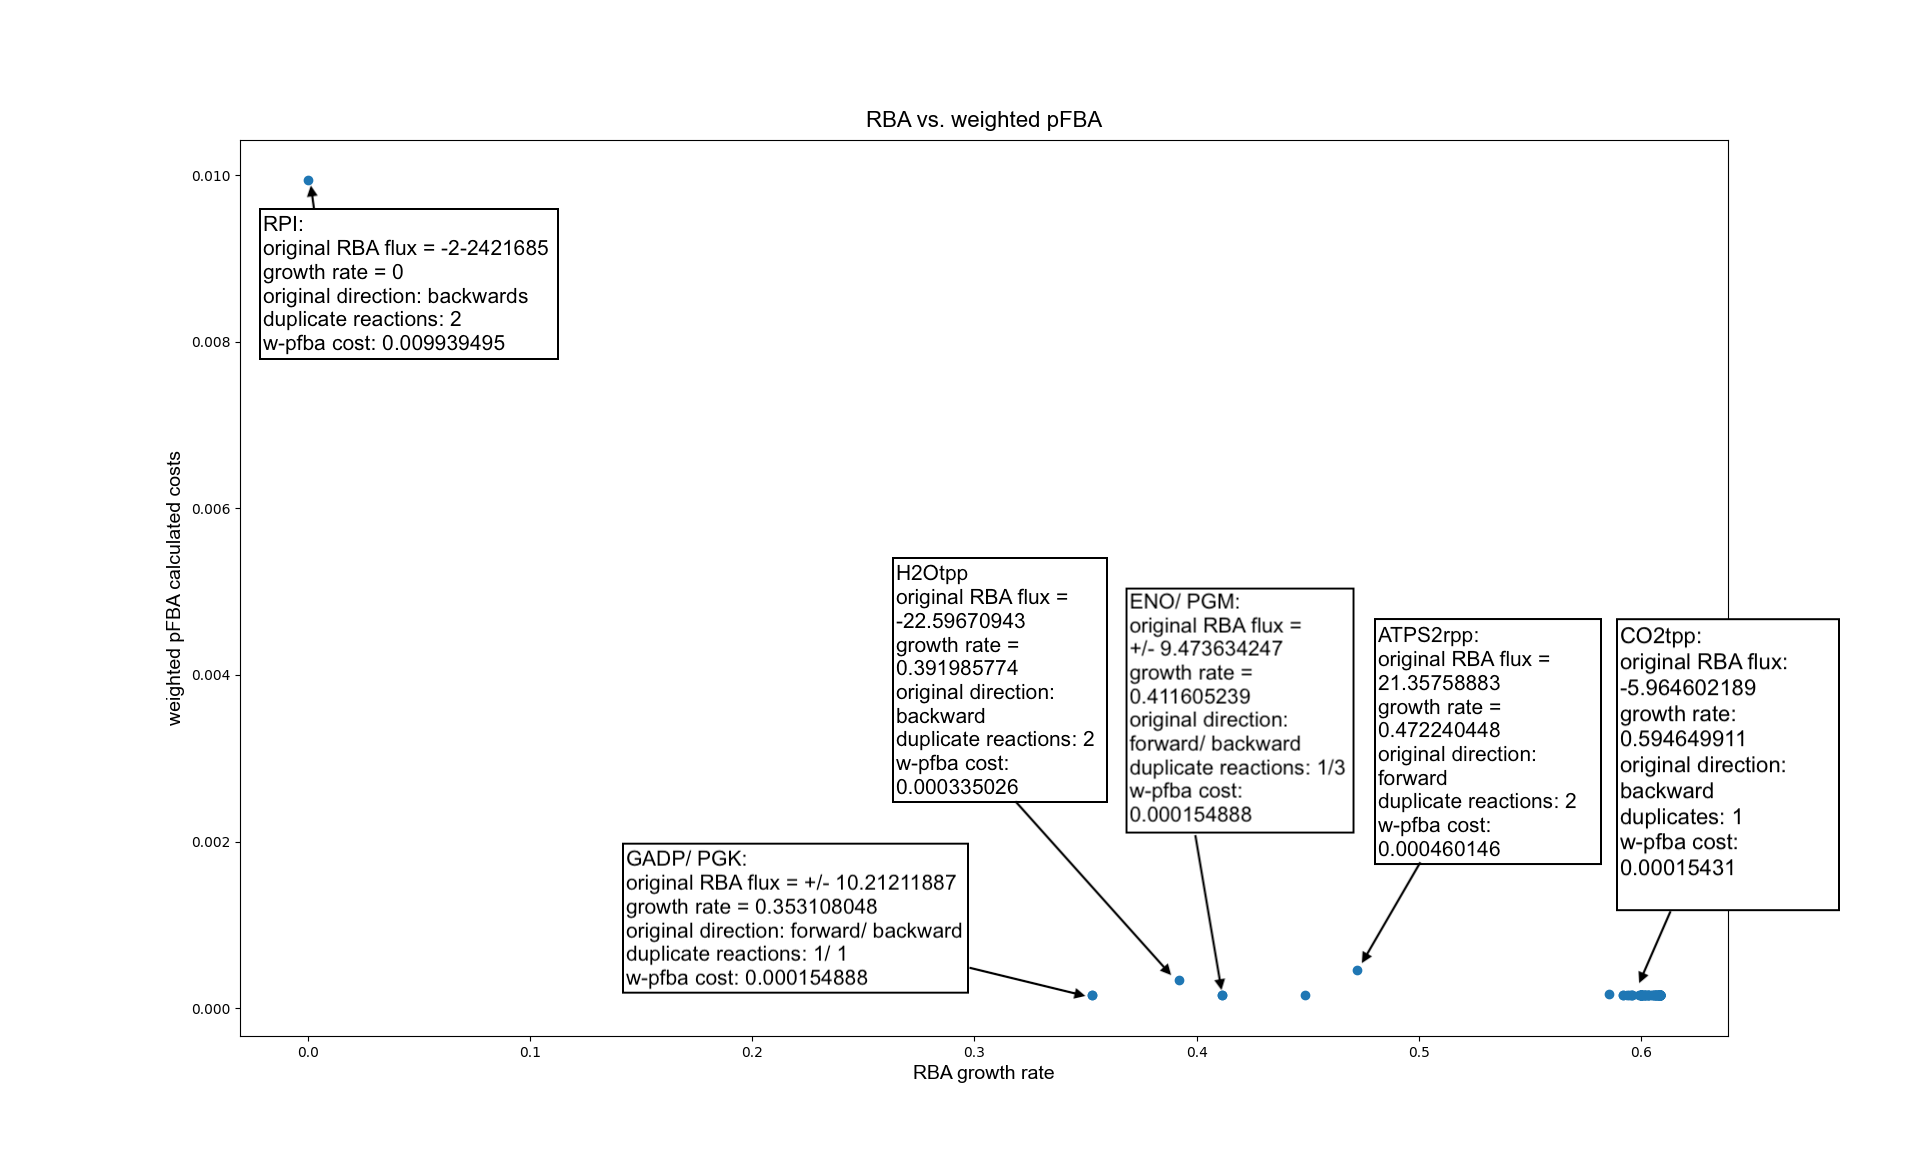 RBA vs. weighted pFBA
weighted pFBA calculated costs
0.010
0.008
0.006
0.004
0.002
0.000
RPI:
original RBA flux = -2-2421685
growth rate = 0
original direction: backwards
duplicate reactions: 2
w-pfba cost: 0.009939495
GADP/ PGK:
original RBA flux = +/- 10.21211887
growth rate = 0.353108048
original direction: forward/ backward
duplicate reactions: 1/ 1
w-pfba cost: 0.000154888
H2Otpp
original RBA flux =
-22.59670943
growth rate =
0.391985774
original direction:
backward
duplicate reactions: 2
w-pfba cost:
0.000335026
ENO/ PGM:
original RBA flux =
+/- 9.473634247
growth rate =
0.411605239
original direction:
forward/ backward
duplicate reactions: 1/3
w-pfba cost:
0.000154888
ATPS2rpp:
original RBA flux =
21.35758883
growth rate =
0.472240448
original direction:
forward
duplicate reactions: 2
w-pfba cost:
0.000460146
CO2tpp:
original RBA flux:
-5.964602189
growth rate:
0.594649911
original direction:
backward
duplicates: 1
w-pfba cost:
0.00015431
0.0 0.1 0.2 0.3 0.4 0.5 0.6
RBA growth rate